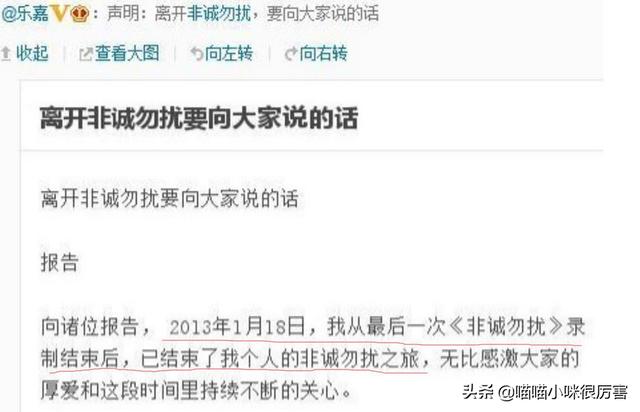 @乐嘉V：声明：离开非诚勿扰，要向大家说的话
收起 查看大图 向左转 向右转
离开非诚勿扰要向大家说的话
离开非诚勿扰要向大家说的话
报告
向诸位报告，2013年1月18日，我从最后一次《非诚勿扰》录
制结束后，已结束了我个人的非诚勿扰之旅，无比感激大家的
厚爱和这段时间里持续不断的关心。
头条 @喵喵小咪很厉害